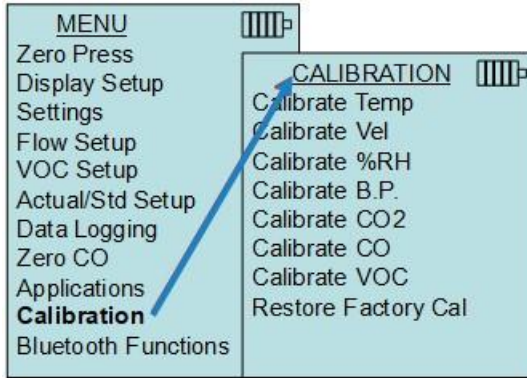 MENU
Zero Press
Display Setup
Settings
Flow Setup
VOC Setup
Actual/Std Setup
Data Logging
Zero CO
Applications
Calibration
Bluetooth Functions
CALIBRATION
Calibrate Temp
Calibrate Vel
Calibrate %RH
Calibrate B.P.
Calibrate CO2
Calibrate CO
Calibrate VOC
Restore Factory Cal